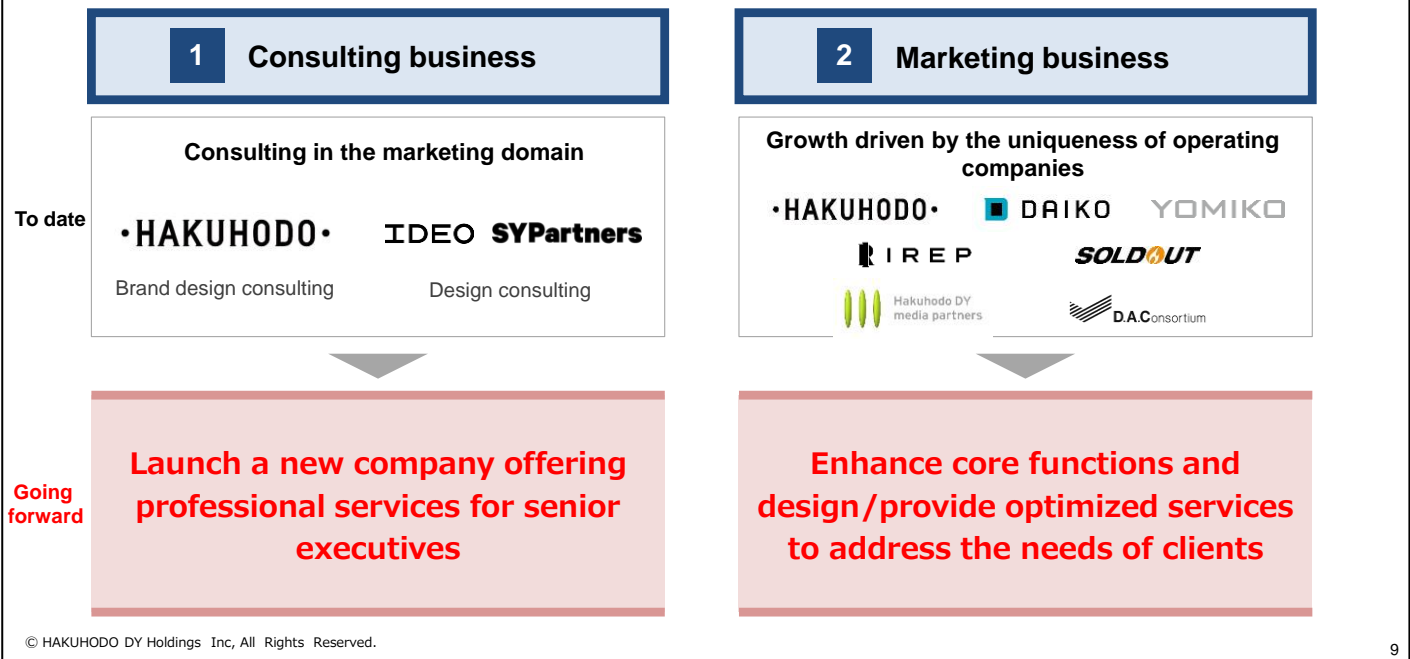 1 Consulting business
2 Marketing business
To date
Consulting in the marketing domain
·HAKUHODO·
IDEO SYPartners
Brand design consulting
Design consulting
Growth driven by the uniqueness of operating
companies
·HAKUHODO· DAIKO YOMIKO
IREP SOLDOUT
Hakuhodo DY
media partners
D.A.Consortium
Going
forward
Launch a new company offering
professional services for senior
executives
Enhance core functions and
design/provide optimized services
to address the needs of clients
© HAKUHODO DY Holdings Inc, All Rights Reserved.
9